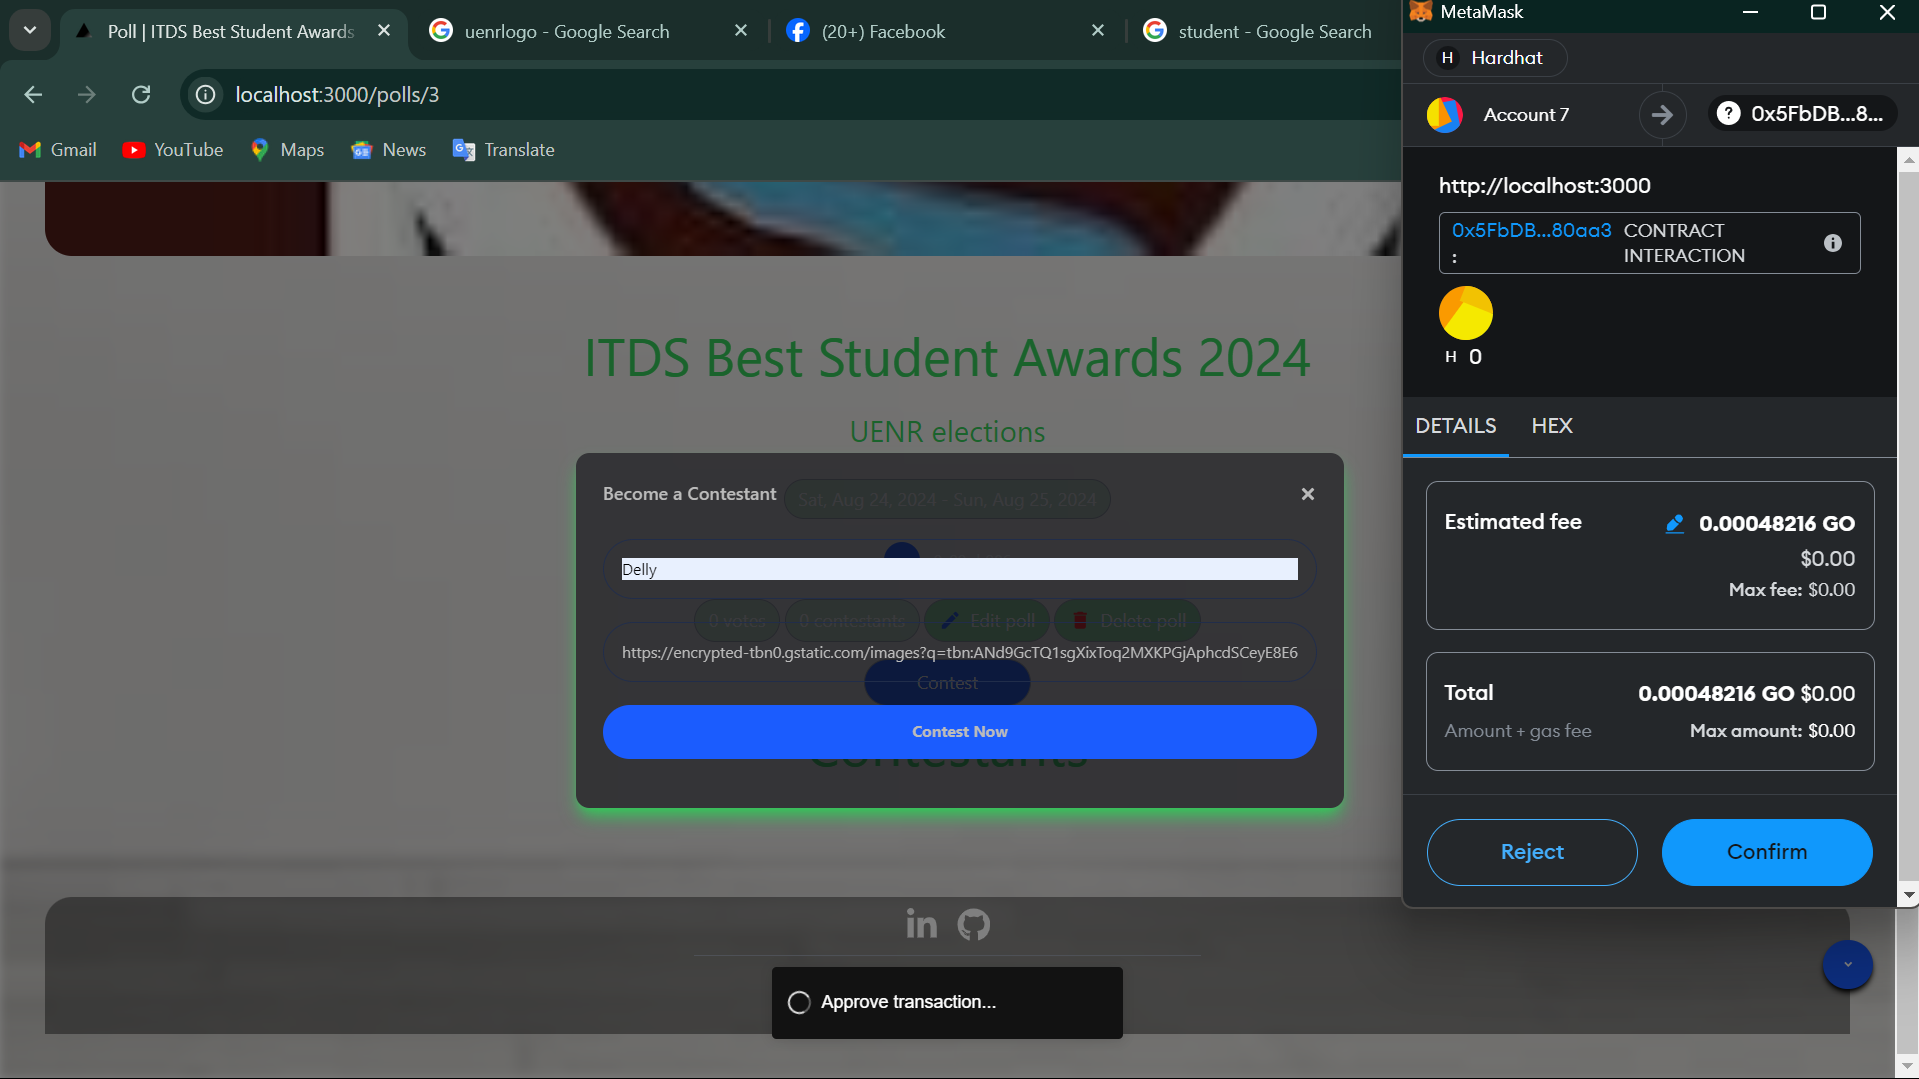 Poll | ITDS Best Student Awards
uenrlogo - Google Search
(20+) Facebook
student - Google Search
localhost:3000/polls/3
Gmail
YouTube
Maps
News
Translate
ITDS Best Student Awards 2024
UENR elections
Become a Contestant
Sat, Aug 24, 2024 - Sun, Aug 25, 2024
Delly
0 votes
0 contestants
Edit poll
Delete poll
https://encrypted-tbn0.gstatic.com/images?q=tbn:ANd9GcTQ1sgXixToq2MXKPGjAphcdSCeyE8E6
Contest
Contest Now
Contestants
Approve transaction...
MetaMask
H Hardhat
Account 7
? 0x5FbDB...8...
http://localhost:3000
0x5FbDB...80aa3 CONTRACT
: INTERACTION
H 0
DETAILS
HEX
Estimated fee 0.00048216 GO
$0.00
Max fee: $0.00
Total 0.00048216 GO $0.00
Amount + gas fee Max amount: $0.00
Reject
Confirm